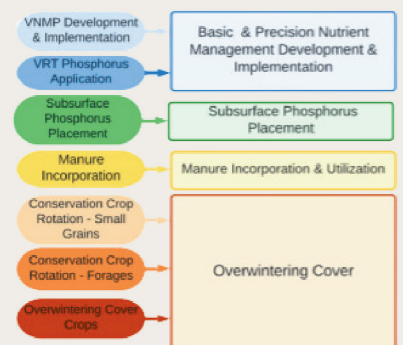 VNMP Development
& Implementation
Basic & Precision Nutrient
Management Development &
Implementation
VRT Phosphorus
Application
Subsurface
Phosphorus
Placement
Subsurface Phosphorus
Placement
Manure
Incorporation
Manure Incorporation & Utilization
Conservation Crop
Rotation - Small
Grains
Conservation Crop
Rotation - Forages
Overwintering Cover
Crops
Overwintering Cover